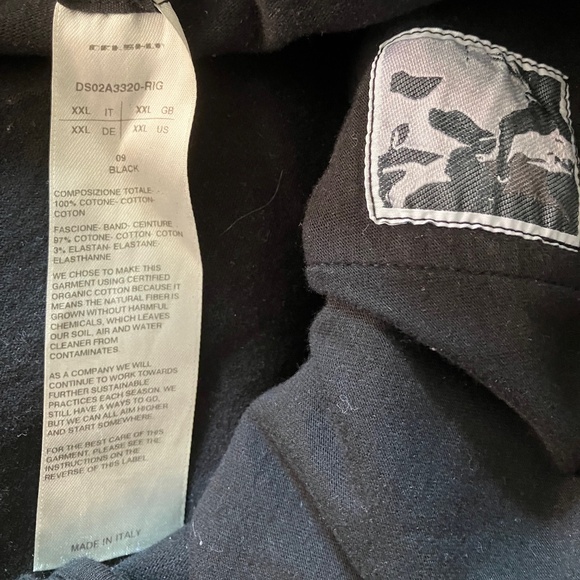 DS02A3320-RIG
XXL IT XXL GB
XXL DE XXL US
09
BLACK
COMPOSIZIONE TOTALE-
100% COTONE- COTTON-
COTON
FASCIONE- BAND- CEINTURE
97% COTONE- COTTON- COTON
3% ELASTAN- ELASTANE-
ELASTHANNE
WE CHOSE TO MAKE THIS
GARMENT USING CERTIFIED
ORGANIC COTTON BECAUSE IT
MEANS THE NATURAL FIBER IS
GROWN WITHOUT HARMFUL
CHEMICALS, WHICH LEAVES
OUR SOIL, AIR AND WATER
CLEANER FROM
CONTAMINATES.
AS A COMPANY WE WILL
CONTINUE TO WORK TOWARDS
FURTHER SUSTAINABLE
PRACTICES EACH SEASON. WE
STILL HAVE A WAYS TO GO,
BUT WE CAN ALL AIM HIGHER
AND START SOMEWHERE.
FOR THE BEST CARE OF THIS
GARMENT, PLEASE SEE THE
INSTRUCTIONS ON THE
REVERSE OF THIS LABEL
MADE IN ITALY